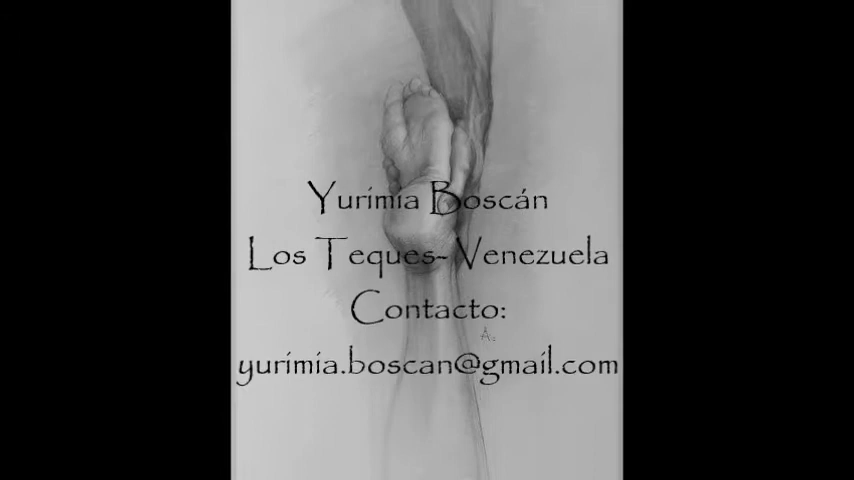 Yurimia Boscán
Los Teques- Venezuela
Contacto:
yurimia.boscan@gmail.com